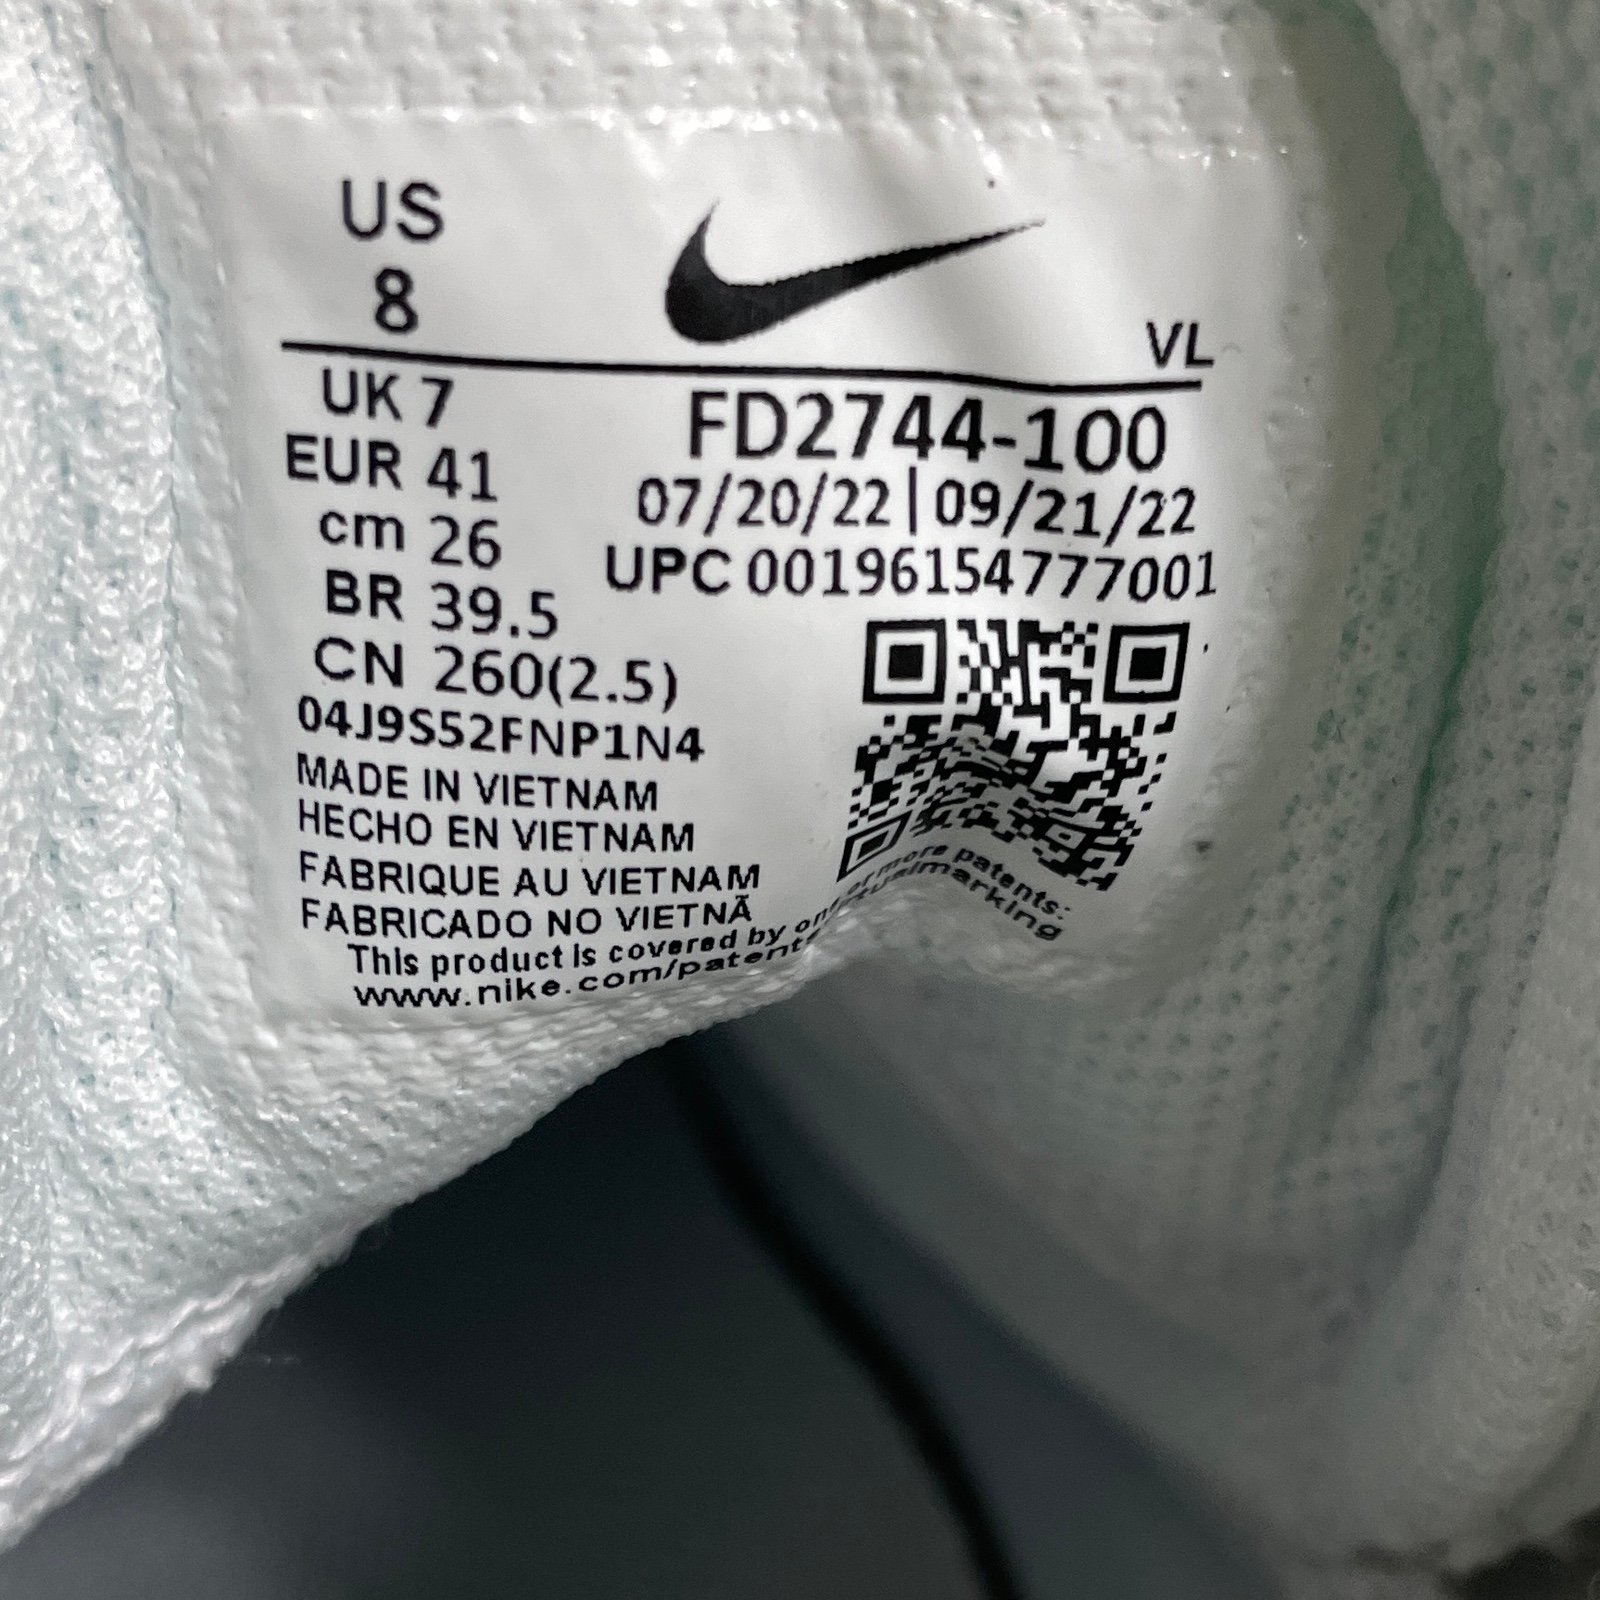 US
8
VL
UK 7
EUR 41
cm 26
BR 39.5
CN 260(2.5)
FD2744-100
07/20/22|09/21/22
UPC 00196154777001
04J9S52FNP1N4
MADE IN VIETNAM
HECHO EN VIETNAM
FABRIQUE AU VIETNAM
FABRICADO NO VIETNÃ
This product is covered by one or more patents:
www.nike.com/patents